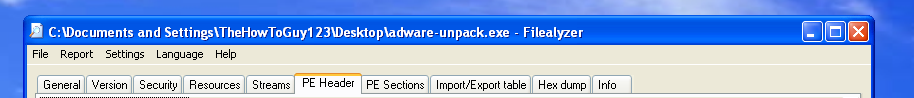 C:\Documents and Settings\TheHowToGuy123\Desktop\adware-unpack.exe - Filealyzer
File Report Settings Language Help
General Version Security Resources Streams PE Header PE Sections Import/Export table Hex dump Info